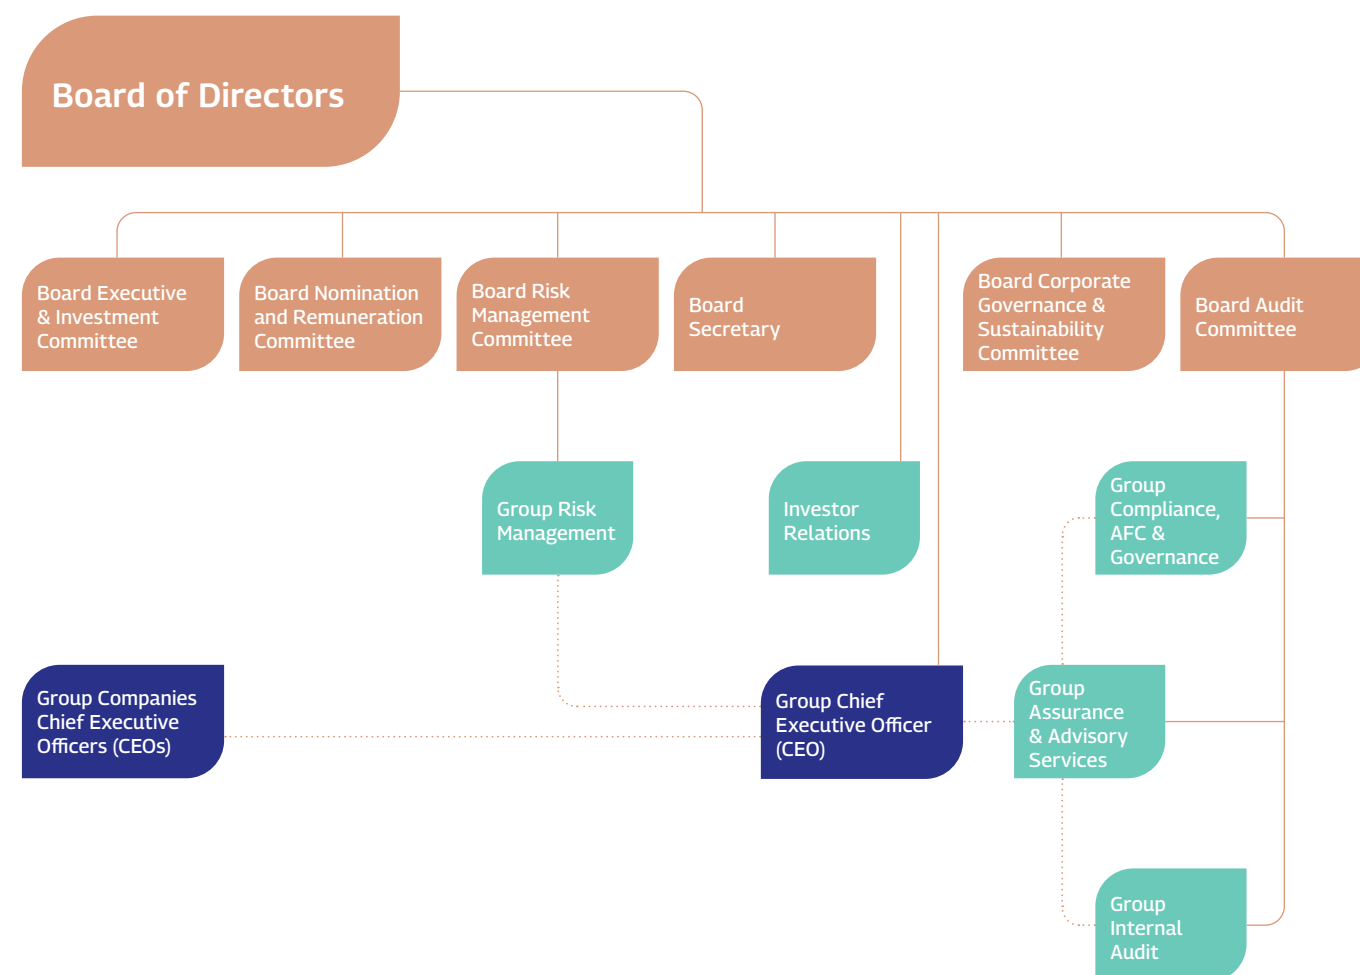 Board of Directors
Board Executive
& Investment
Committee
Board Nomination
and Remuneration
Committee
Board Risk
Management
Committee
Board
Secretary
Board Corporate
Governance &
Sustainability
Committee
Board Audit
Committee
Group Risk
Management
Investor
Relations
Group
Compliance,
AFC &
Governance
Group Companies
Chief Executive
Officers (CEOs)
Group Chief
Executive Officer
(CEO)
Group
Assurance
& Advisory
Services
Group
Internal
Audit